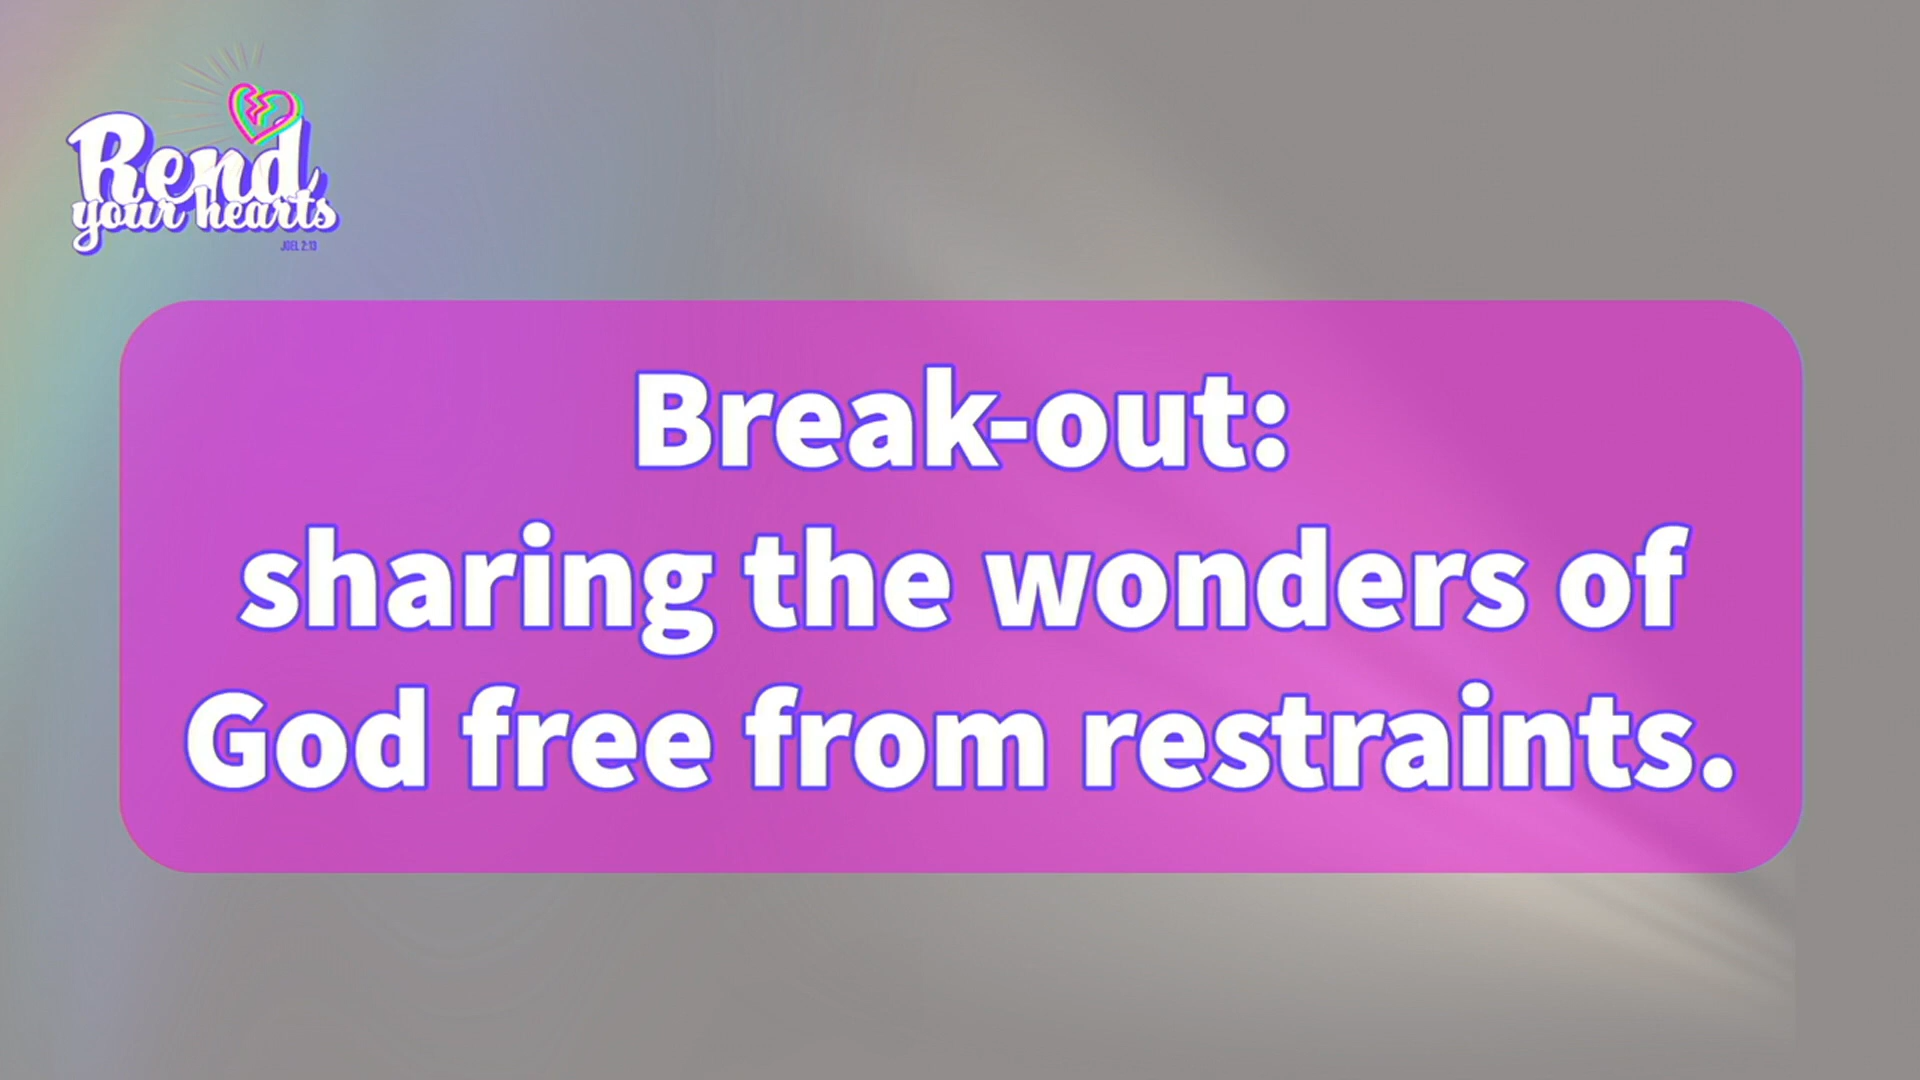 Rend
your hearts
JOEL 2:13
Break-out:
sharing the wonders of
God free from restraints.